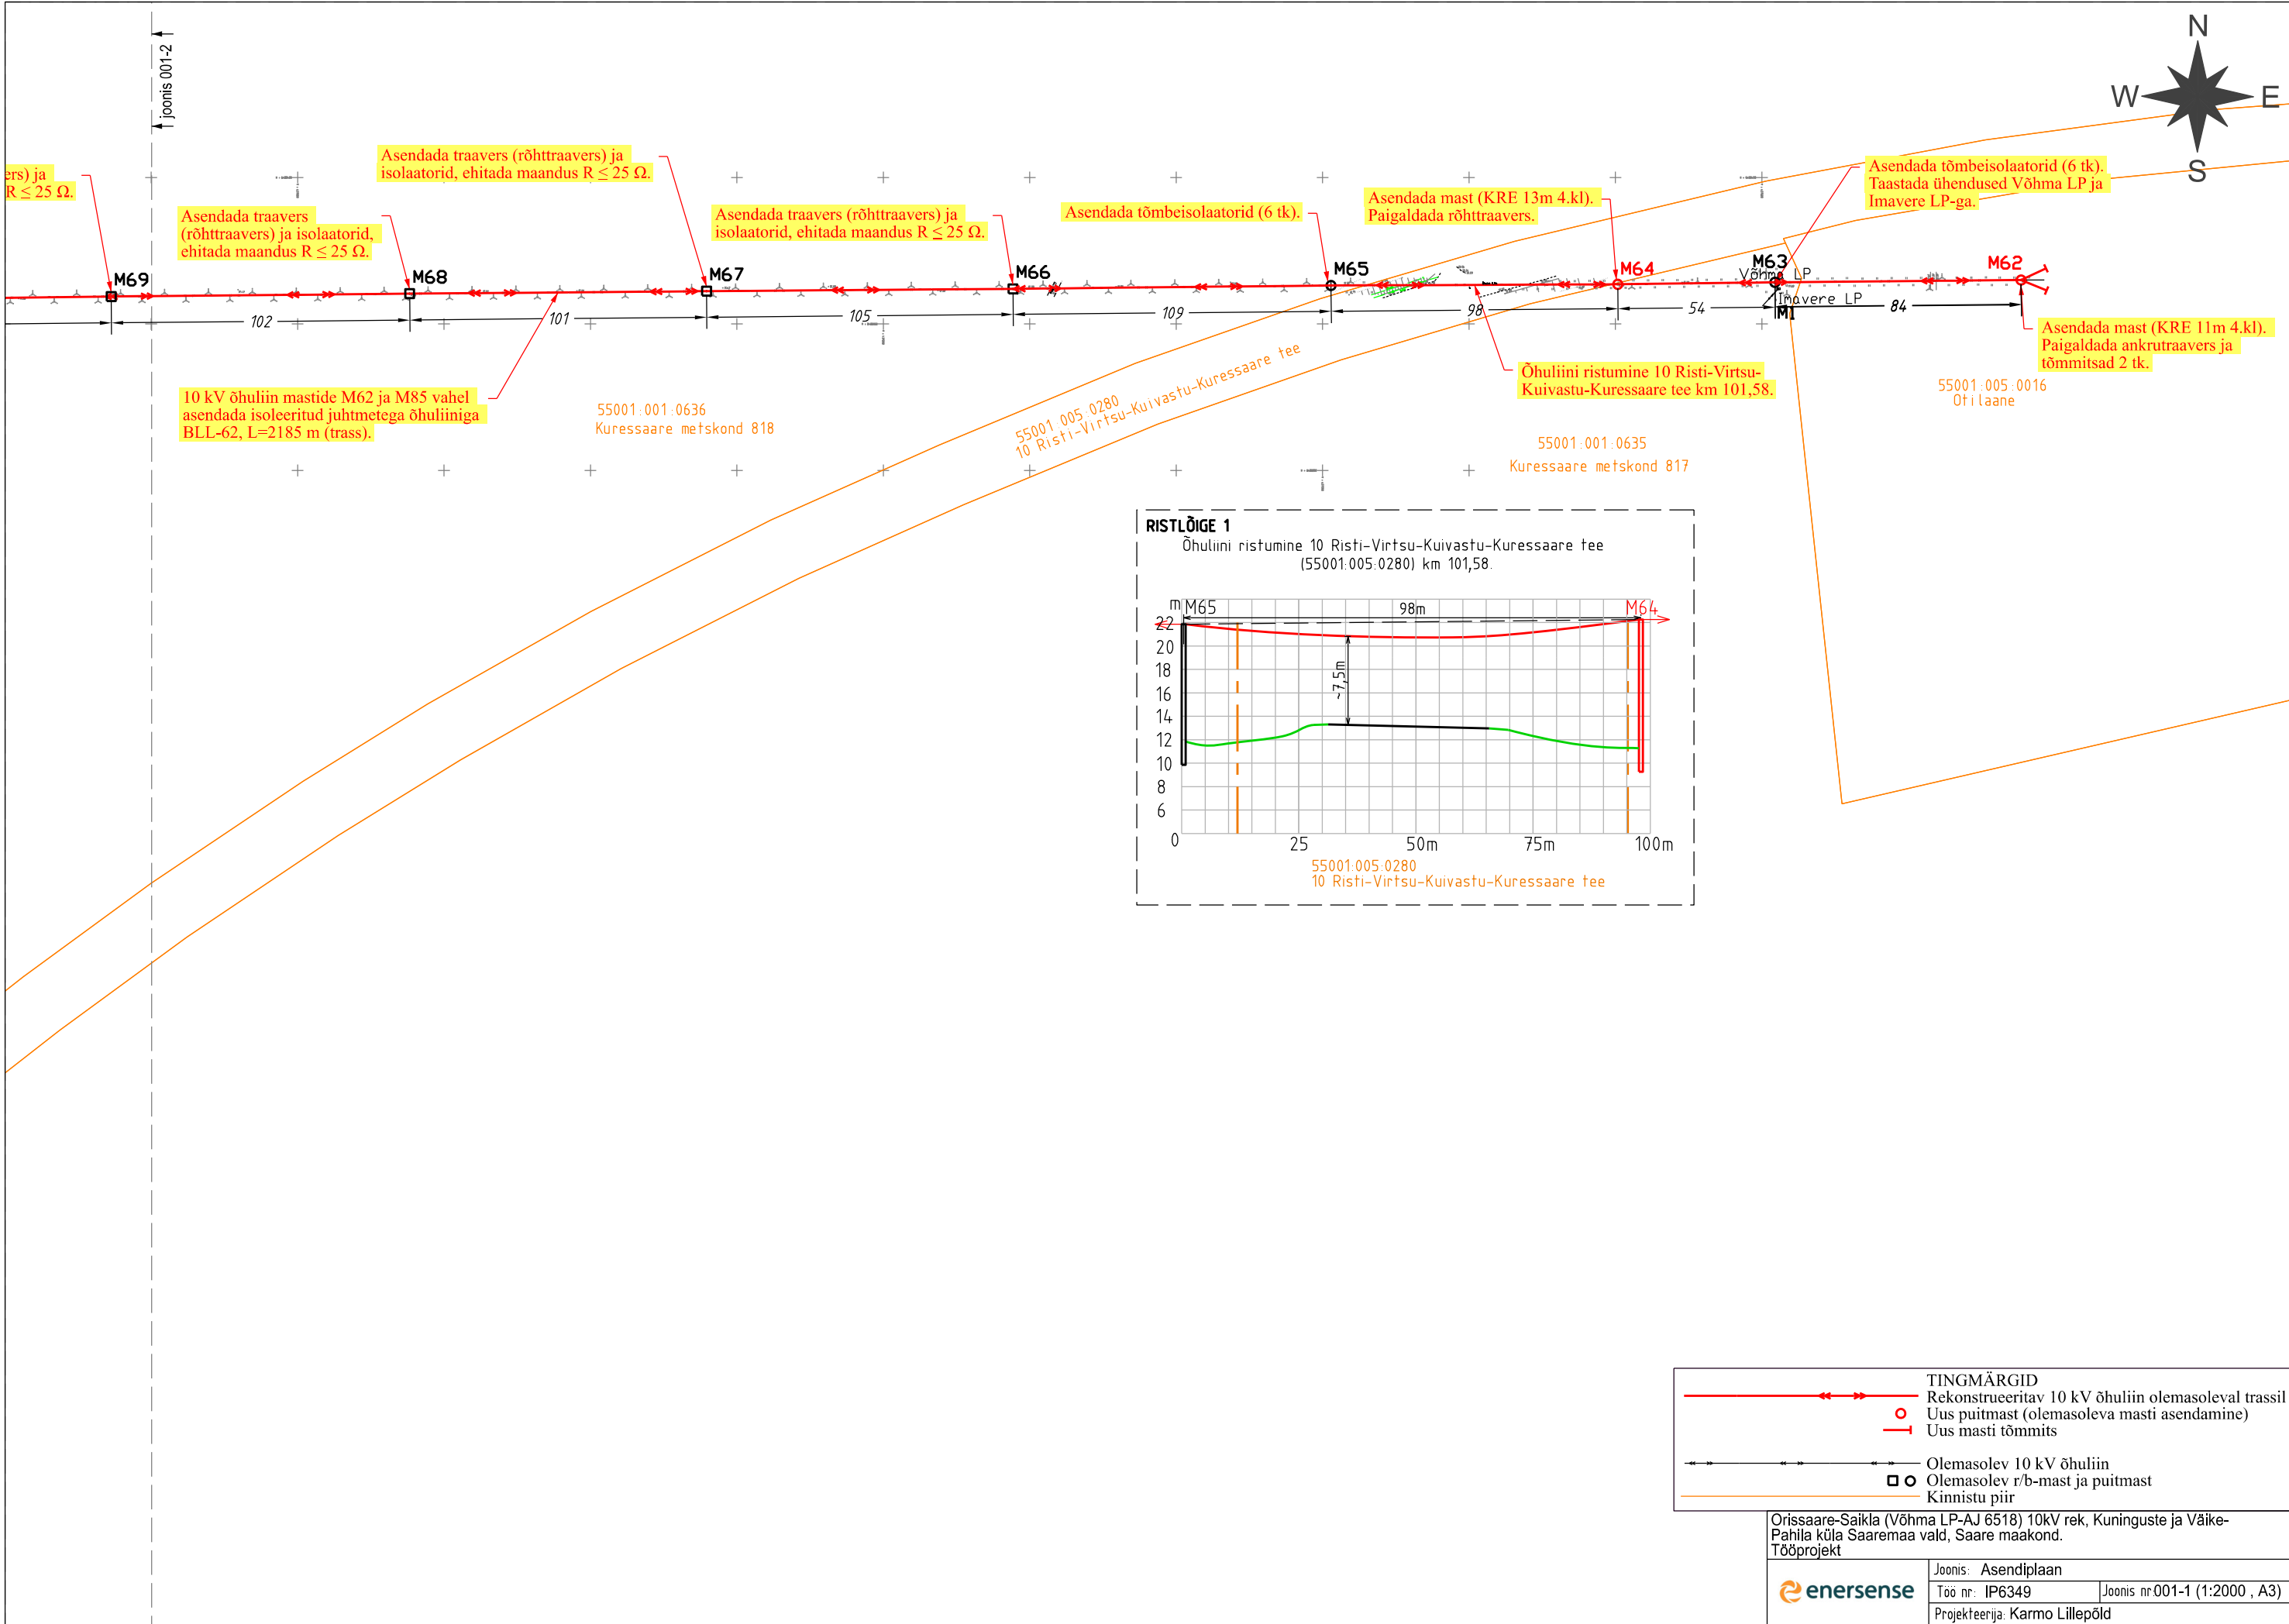 joonis 001-2
N
W
E
S
ers) ja
R ≤ 25 Ω.
Asendada traavers
(rõhttraavers) ja isolaatorid,
ehitada maandus R ≤ 25 Ω.
Asendada traavers (rõhttraavers) ja
isolaatorid, ehitada maandus R ≤ 25 Ω.
Asendada traavers (rõhttraavers) ja
isolaatorid, ehitada maandus R ≤ 25 Ω.
Asendada tõmbeisolaatorid (6 tk).
Asendada mast (KRE 13m 4.kl).
Paigaldada rõhttraavers.
Asendada tõmbeisolaatorid (6 tk).
Taastada ühendused Võhma LP ja
Imavere LP-ga.
M69
M68
M67
M66
M65
M64
M63
M62
Võhma LP
Imavere LP
M1
102
101
105
109
98
54
84
Asendada mast (KRE 11m 4.kl).
Paigaldada ankrutraavers ja
tõmmitsad 2 tk.
10 kV õhuliin mastide M62 ja M85 vahel
asendada isoleeritud juhtmetega õhuliiniga
BLL-62, L=2185 m (trass).
Õhuliini ristumine 10 Risti-Virtsu-
Kuivastu-Kuressaare tee km 101,58.
55001:001:0636
Kuressaare metskond 818
55001:005:0280
10 Risti-Virtsu-Kuivastu-Kuressaare tee
55001:001:0635
Kuressaare metskond 817
55001:005:0016
Otilaane
RISTLÕIGE 1
Õhuliini ristumine 10 Risti-Virtsu-Kuivastu-Kuressaare tee
(55001:005:0280) km 101,58.
m M65
98m
M64
22
20
18
16
14
12
10
8
6
~7,5m
0
25
50m
75m
100m
55001:005:0280
10 Risti-Virtsu-Kuivastu-Kuressaare tee
TINGMÄRGID
Rekonstrueeritav 10 kV õhuliin olemasoleval trassil
Uus puitmast (olemasoleva masti asendamine)
Uus masti tõmmits
Olemasolev 10 kV õhuliin
Olemasolev r/b-mast ja puitmast
Kinnistu piir
Orissaare-Saikla (Võhma LP-AJ 6518) 10kV rek, Kuninguste ja Väike-
Pahila küla Saaremaa vald, Saare maakond.
Tööprojekt
enersense
Joonis: Asendiplaan
Töö nr: IP6349
Joonis nr:001-1 (1:2000 , A3)
Projekteerija: Karmo Lillepõld